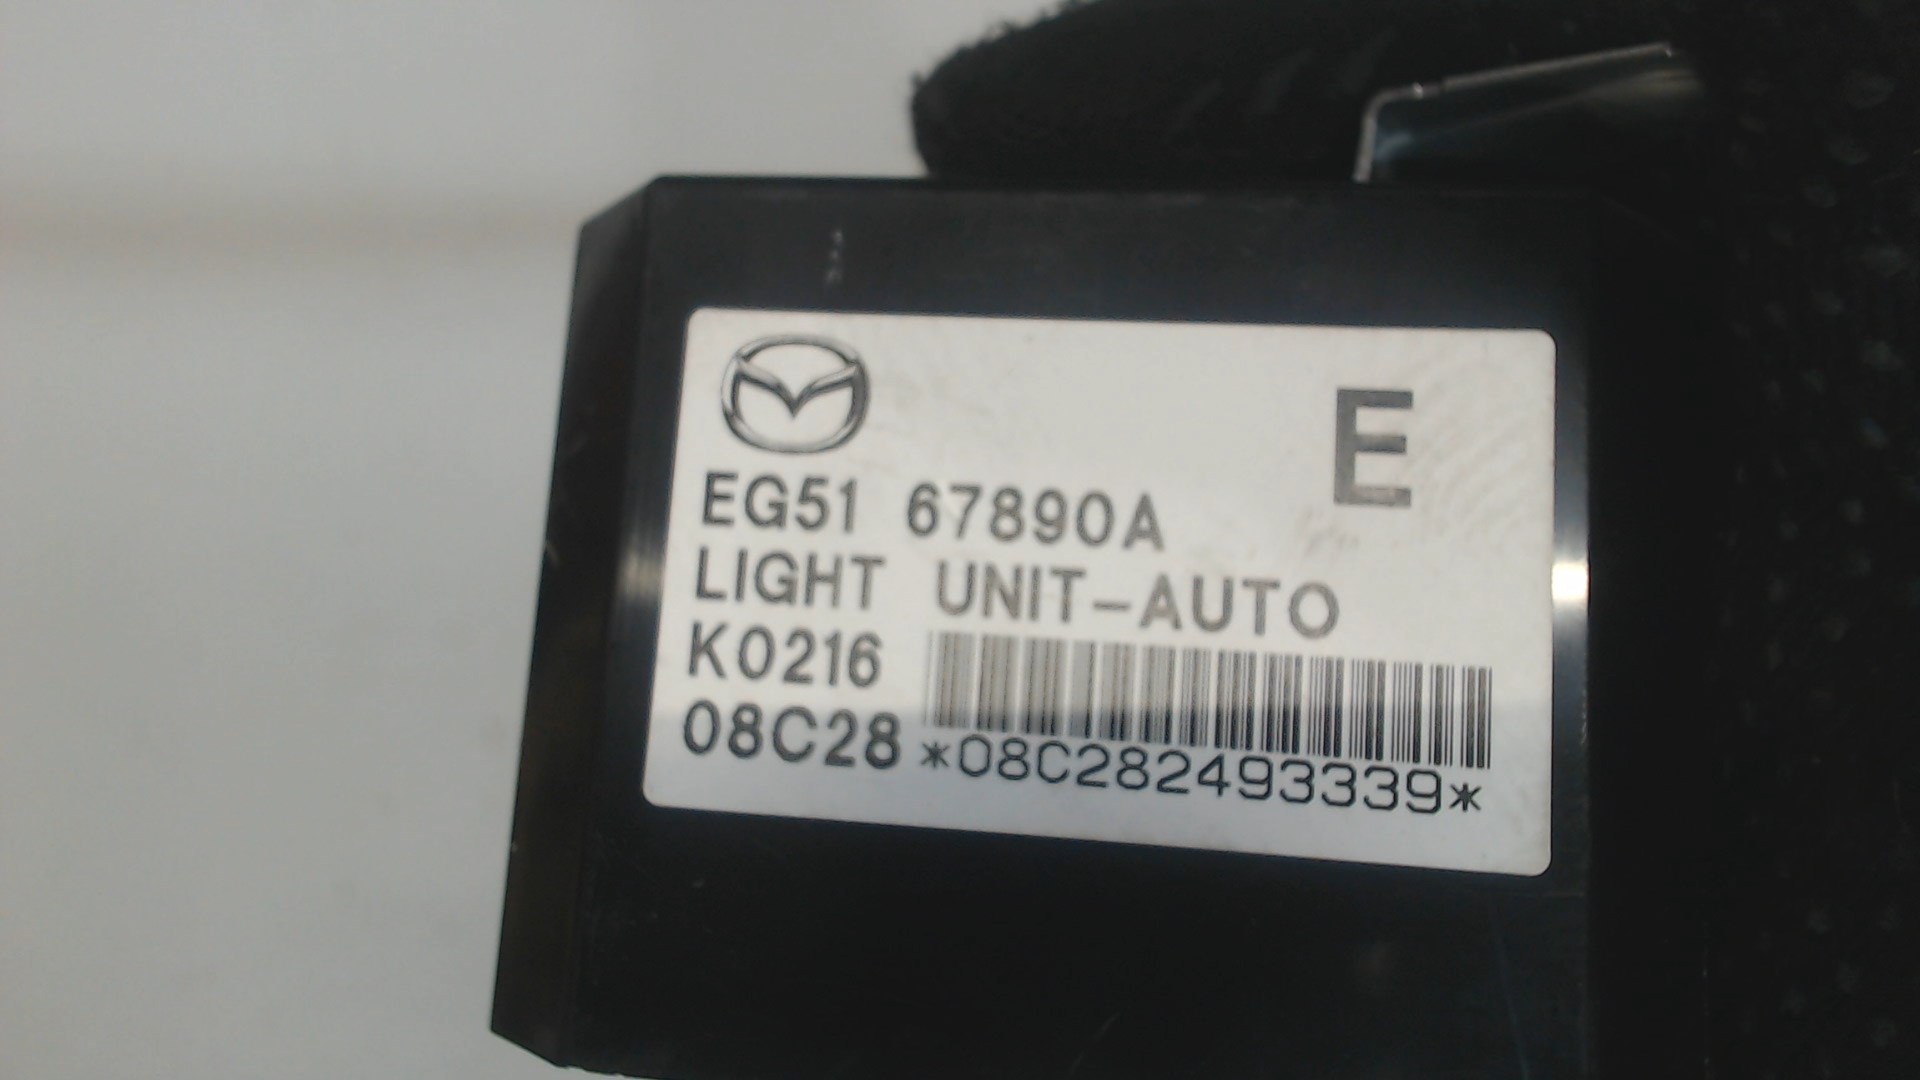 E
EG51 67890A
LIGHT UNIT-AUTO
K0216
08C28 *08C282493339*